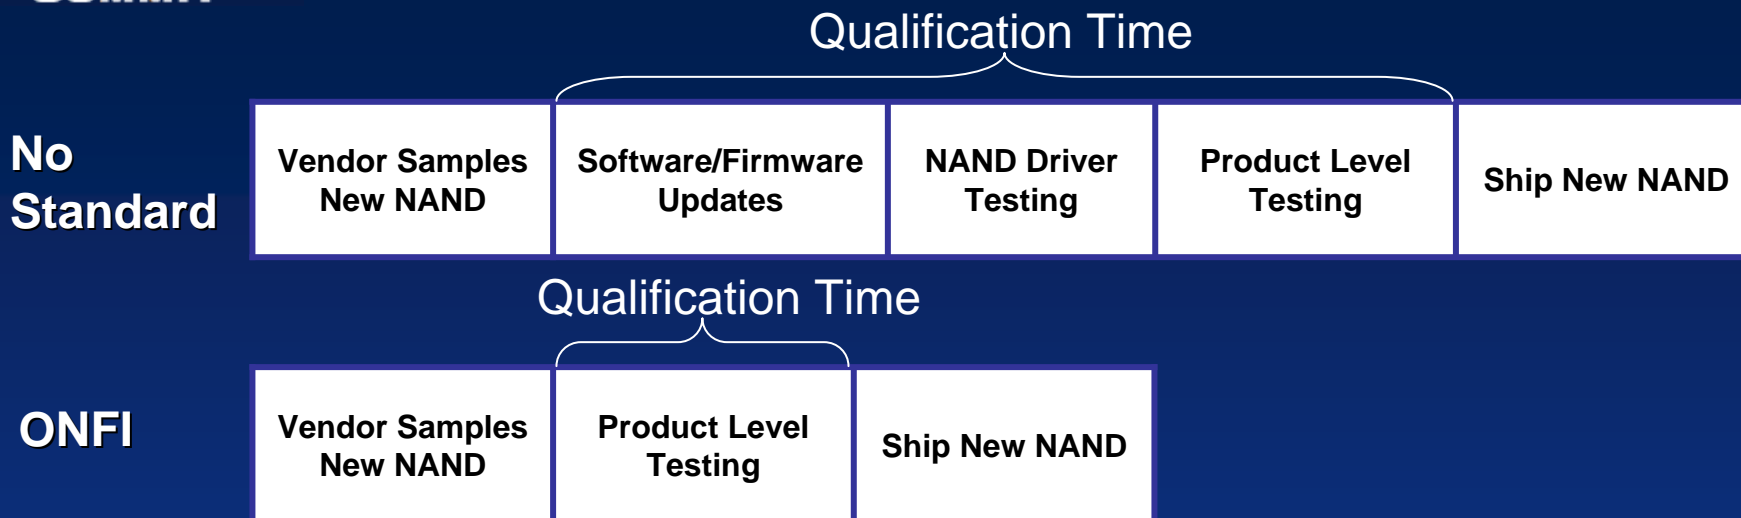 Qualification Time
No
Standard
Vendor Samples
New NAND
Software/Firmware
Updates
NAND Driver
Testing
Product Level
Testing
Ship New NAND
Qualification Time
ONFI
Vendor Samples
New NAND
Product Level
Testing
Ship New NAND